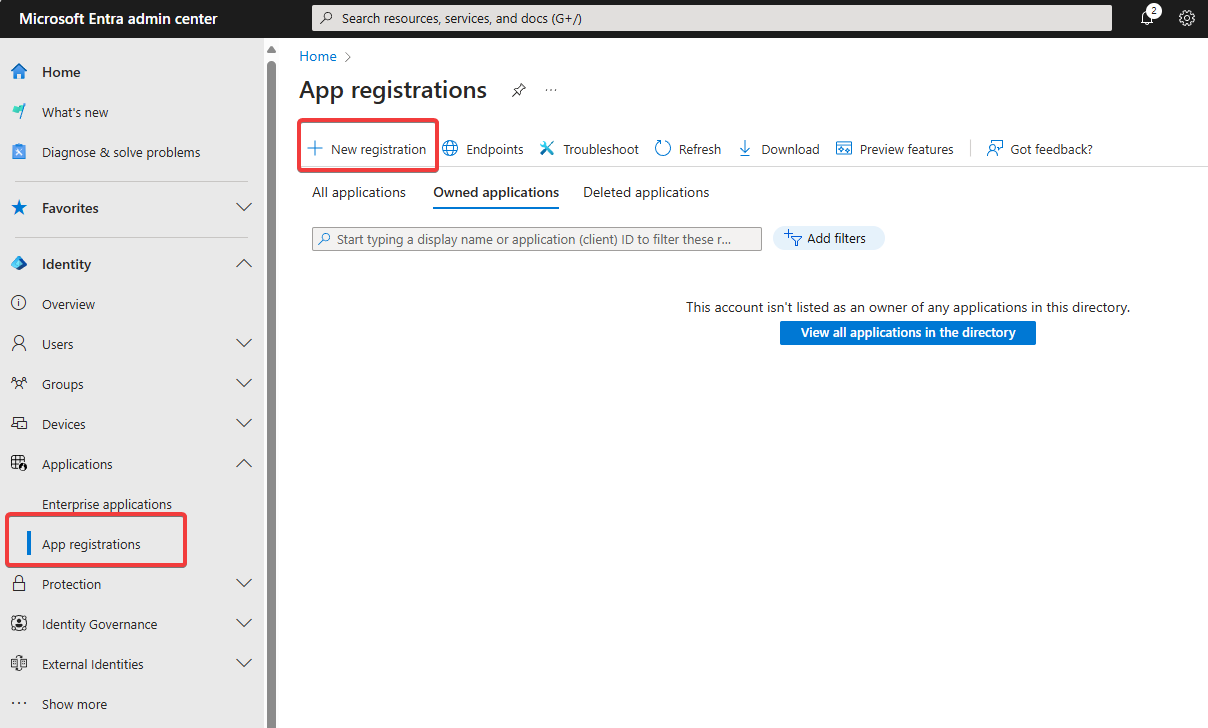 Microsoft Entra admin center
Search resources, services, and docs (G+/)
2
Home
What's new
Diagnose & solve problems
Favorites
Identity
Overview
Users
Groups
Devices
Applications
Enterprise applications
App registrations
Protection
Identity Governance
External Identities
Show more
Home
App registrations
New registration Endpoints Troubleshoot Refresh Download Preview features Got feedback?
All applications Owned applications Deleted applications
Start typing a display name or application (client) ID to filter these r... Add filters
This account isn't listed as an owner of any applications in this directory.
View all applications in the directory